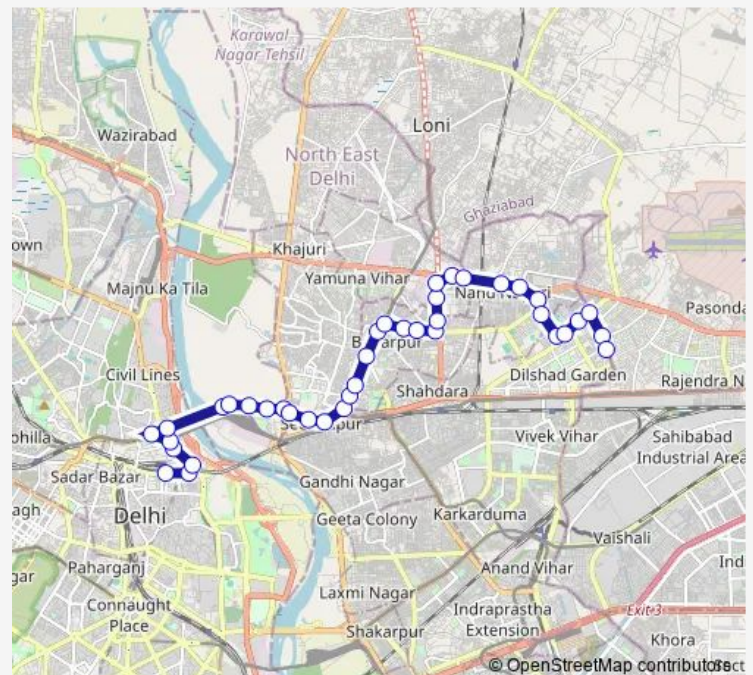 Karawal
Nagar Tehsil
Wazirabad
Loni
North East
Delhi
Ghaziabad
own
Khajuri
Yamuna Vihar
Majnu Ka Tila
Pasonda
Civil Lines
Shahdara
Dilshad Garden
Rajendra N
ohilla
Vivek Vihar
Sahibabad
Industrial Area
Sadar Bazar
Gandhi Nagar
agh
Delhi
Geeta Colony
Karkarduma
Vaishali
gar
Paharganj
Anand Vihar
Ind
Connaught
Place
Laxmi Nagar
Indraprastha
Extension
Exit 3
Shakarpur
Khora
© OpenStreetMap contributors